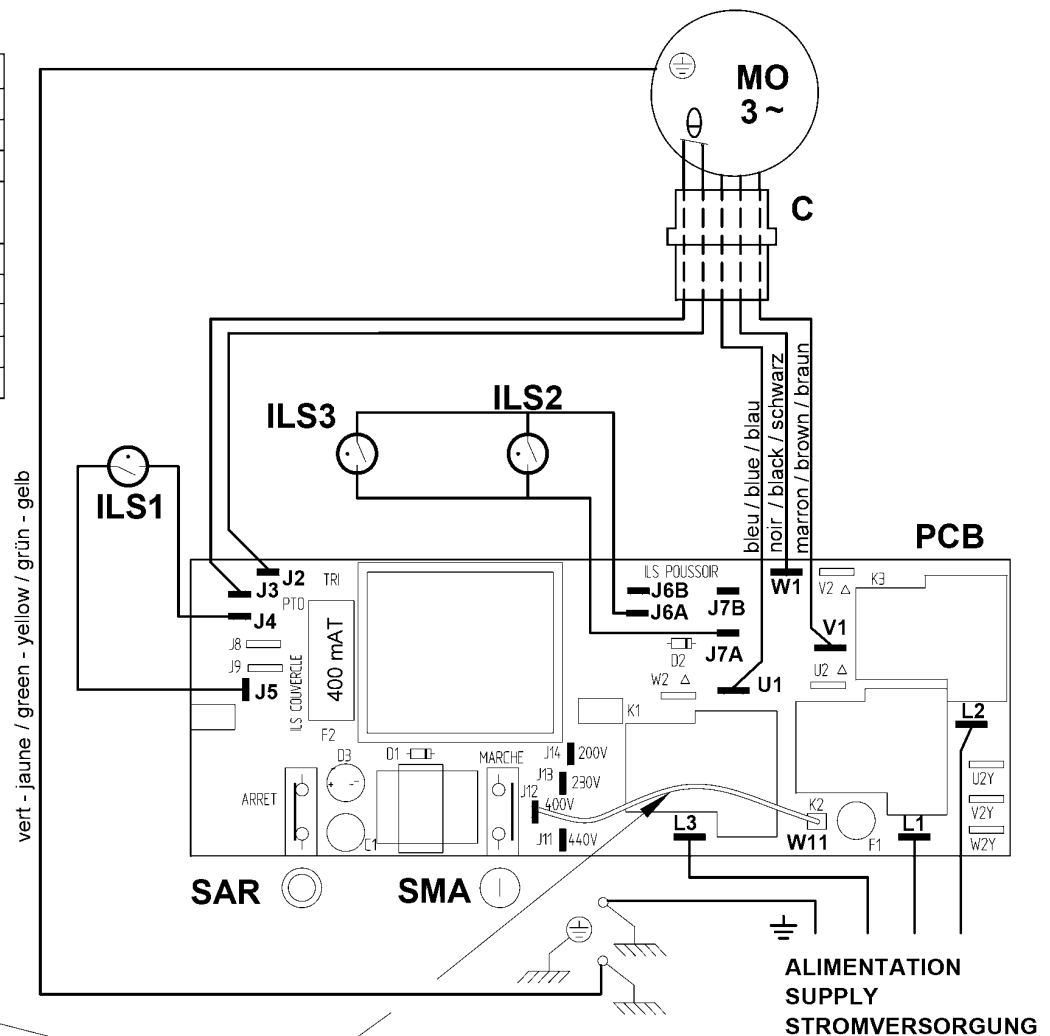 MO
3 ~
C
ILS3
ILS2
ILS1
vert - jaune / green - yellow / grün - gelb
bleu / blue / blau
noir / black / schwarz
marron / brown / braun
PCB
J2
TRI
J3
PTO
J4
J8
J9
J5
ILS COUVERCLE
400 mAT
F2
ILS POUSSOIR
J6B
J6A
J7B
J7A
D2
W1
V2
K3
V1
U2
W2
U1
K1
L2
D3
+ -
D1
MARCHE
J14 200V
J13 230V
J12 400V
J11 440V
ARRET
C1
L3
K2
W11
F1
L1
U2Y
V2Y
W2Y
SAR
SMA
ALIMENTATION
SUPPLY
STROMVERSORGUNG